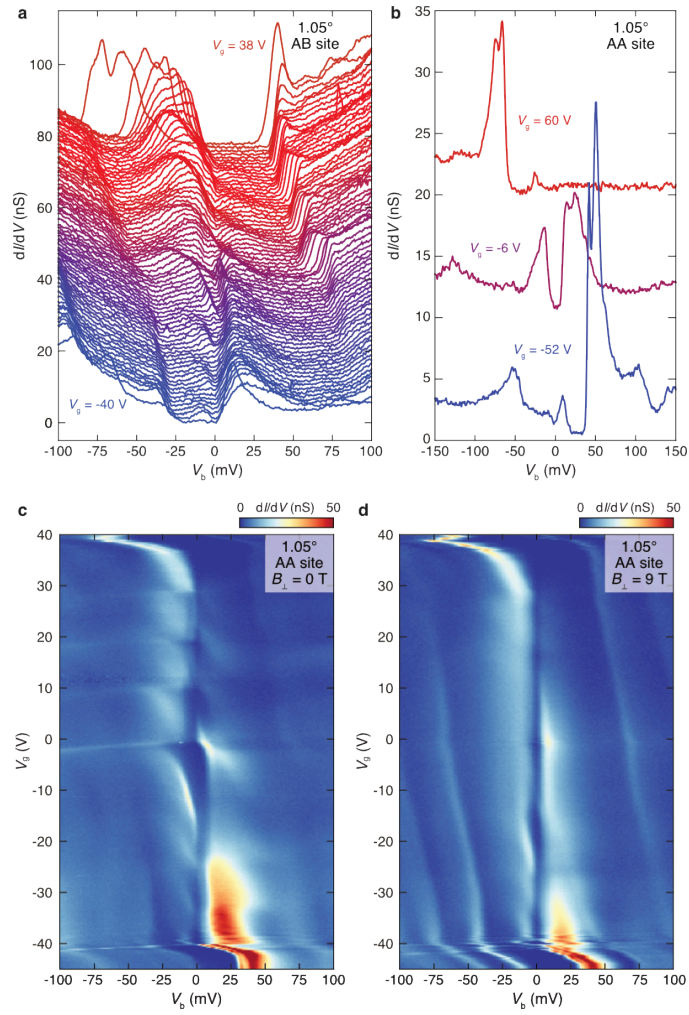 a
1.05°
AB site
V_g = 38 V
V_g = -40 V
100
80
60
40
20
0
dI/dV (nS)
-100 -75 -50 -25 0 25 50 75 100
V_b (mV)
b
1.05°
AA site
V_g = 60 V
V_g = -6 V
V_g = -52 V
35
30
25
20
15
10
5
0
dI/dV (nS)
-150 -100 -50 0 50 100 150
V_b (mV)
c
0 dI/dV (nS) 50
1.05°
AA site
B_⊥ = 0 T
40
30
20
10
0
-10
-20
-30
-40
V_g (V)
-100 -75 -50 -25 0 25 50 75 100
V_b (mV)
d
0 dI/dV (nS) 50
1.05°
AA site
B_⊥ = 9 T
40
30
20
10
0
-10
-20
-30
-40
-100 -75 -50 -25 0 25 50 75 100
V_b (mV)